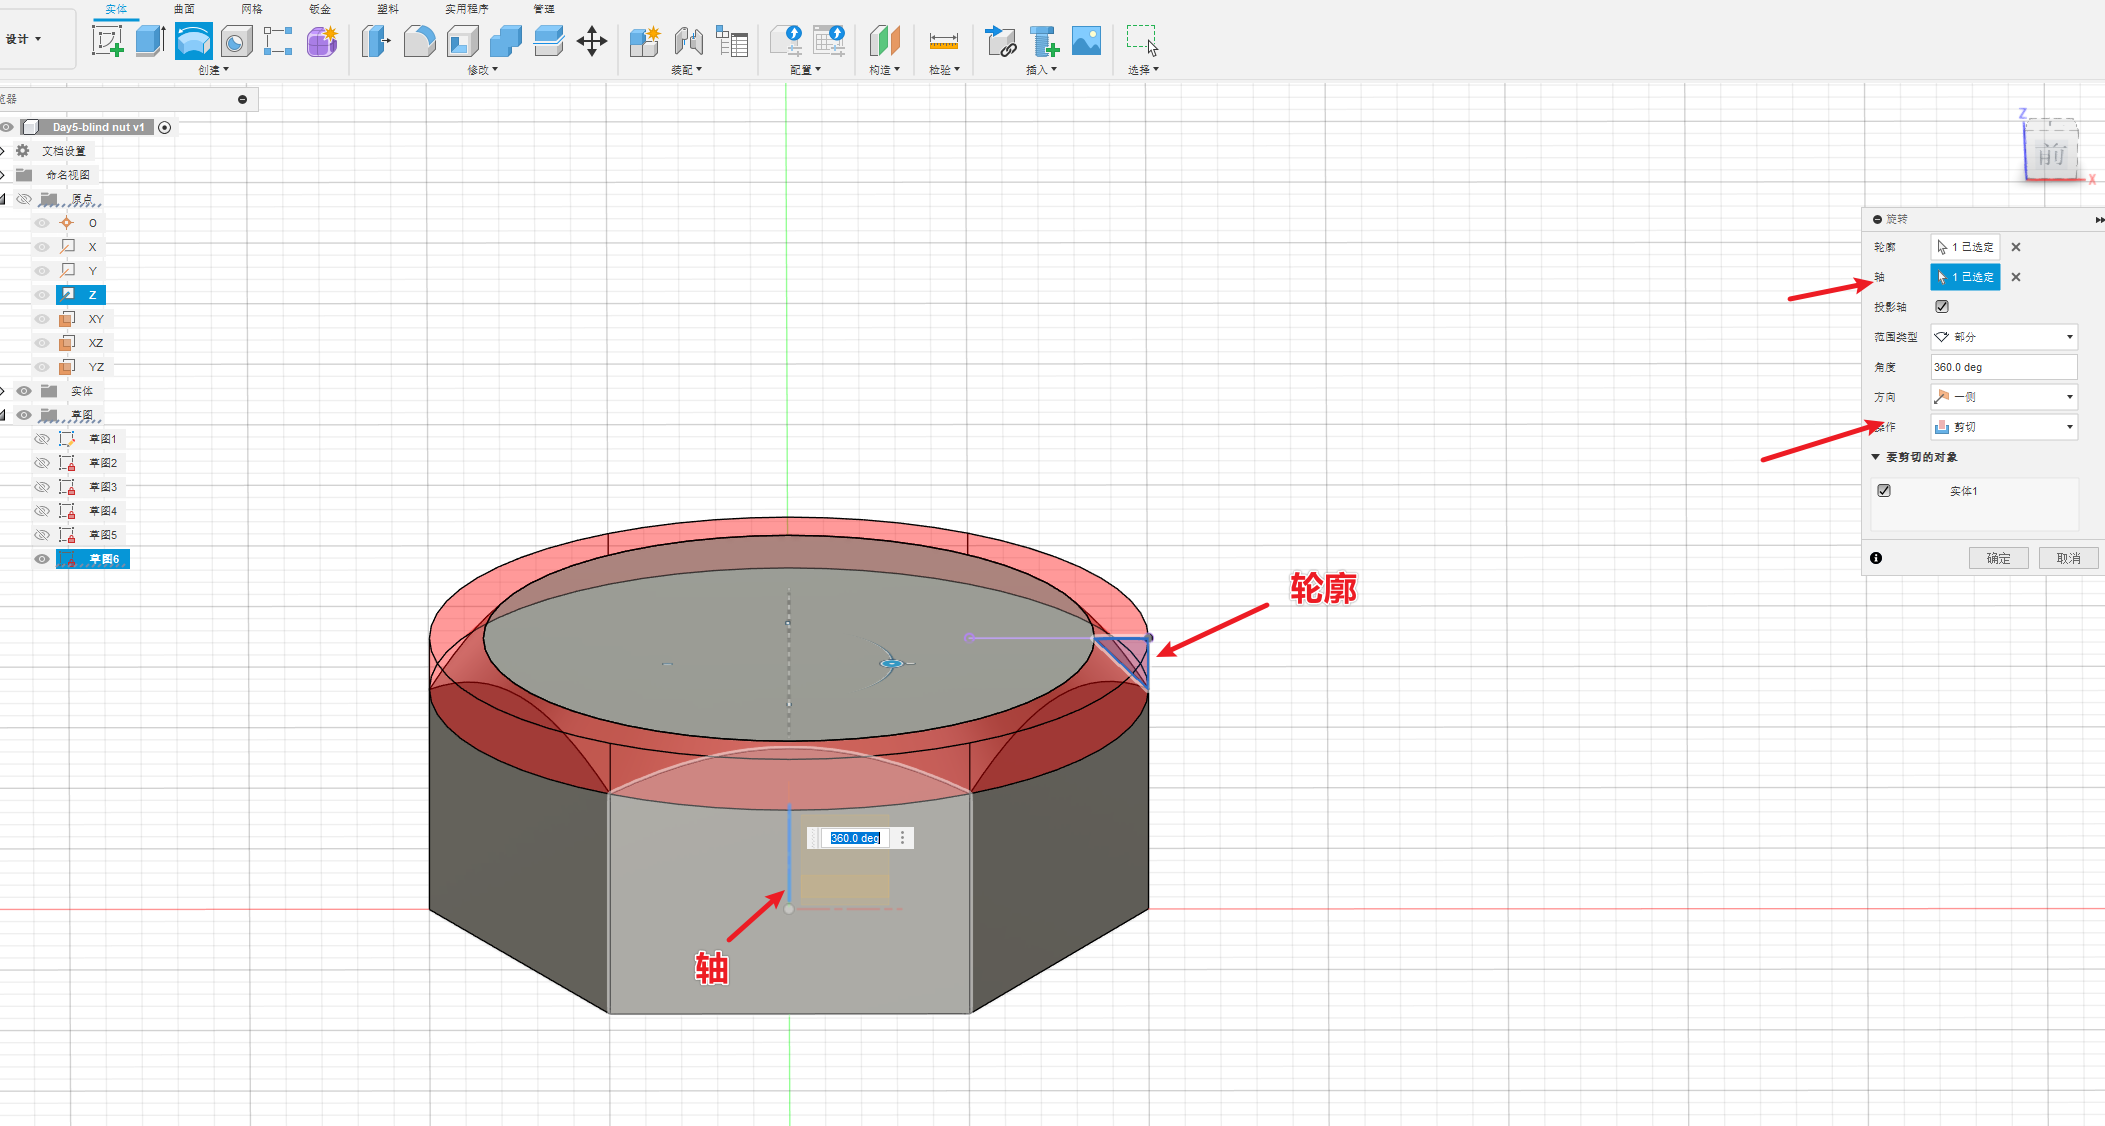 实体 曲面 网格 钣金 塑料 实用程序 管理
设计
创建 修改 装配 配置 构造 检验 插入 选择
览器
Day5-blind nut v1
文档设置
命名视图
原点
O
X
Y
Z
XY
XZ
YZ
实体
草图
草图1
草图2
草图3
草图4
草图5
草图6
Z
前
X
旋转
轮廓 1 已选定
轴 1 已选定
投影轴
范围类型 部分
角度 360.0 deg
方向 一侧
操作 剪切
要剪切的对象
实体1
确定 取消
轮廓
360.0 deg
轴